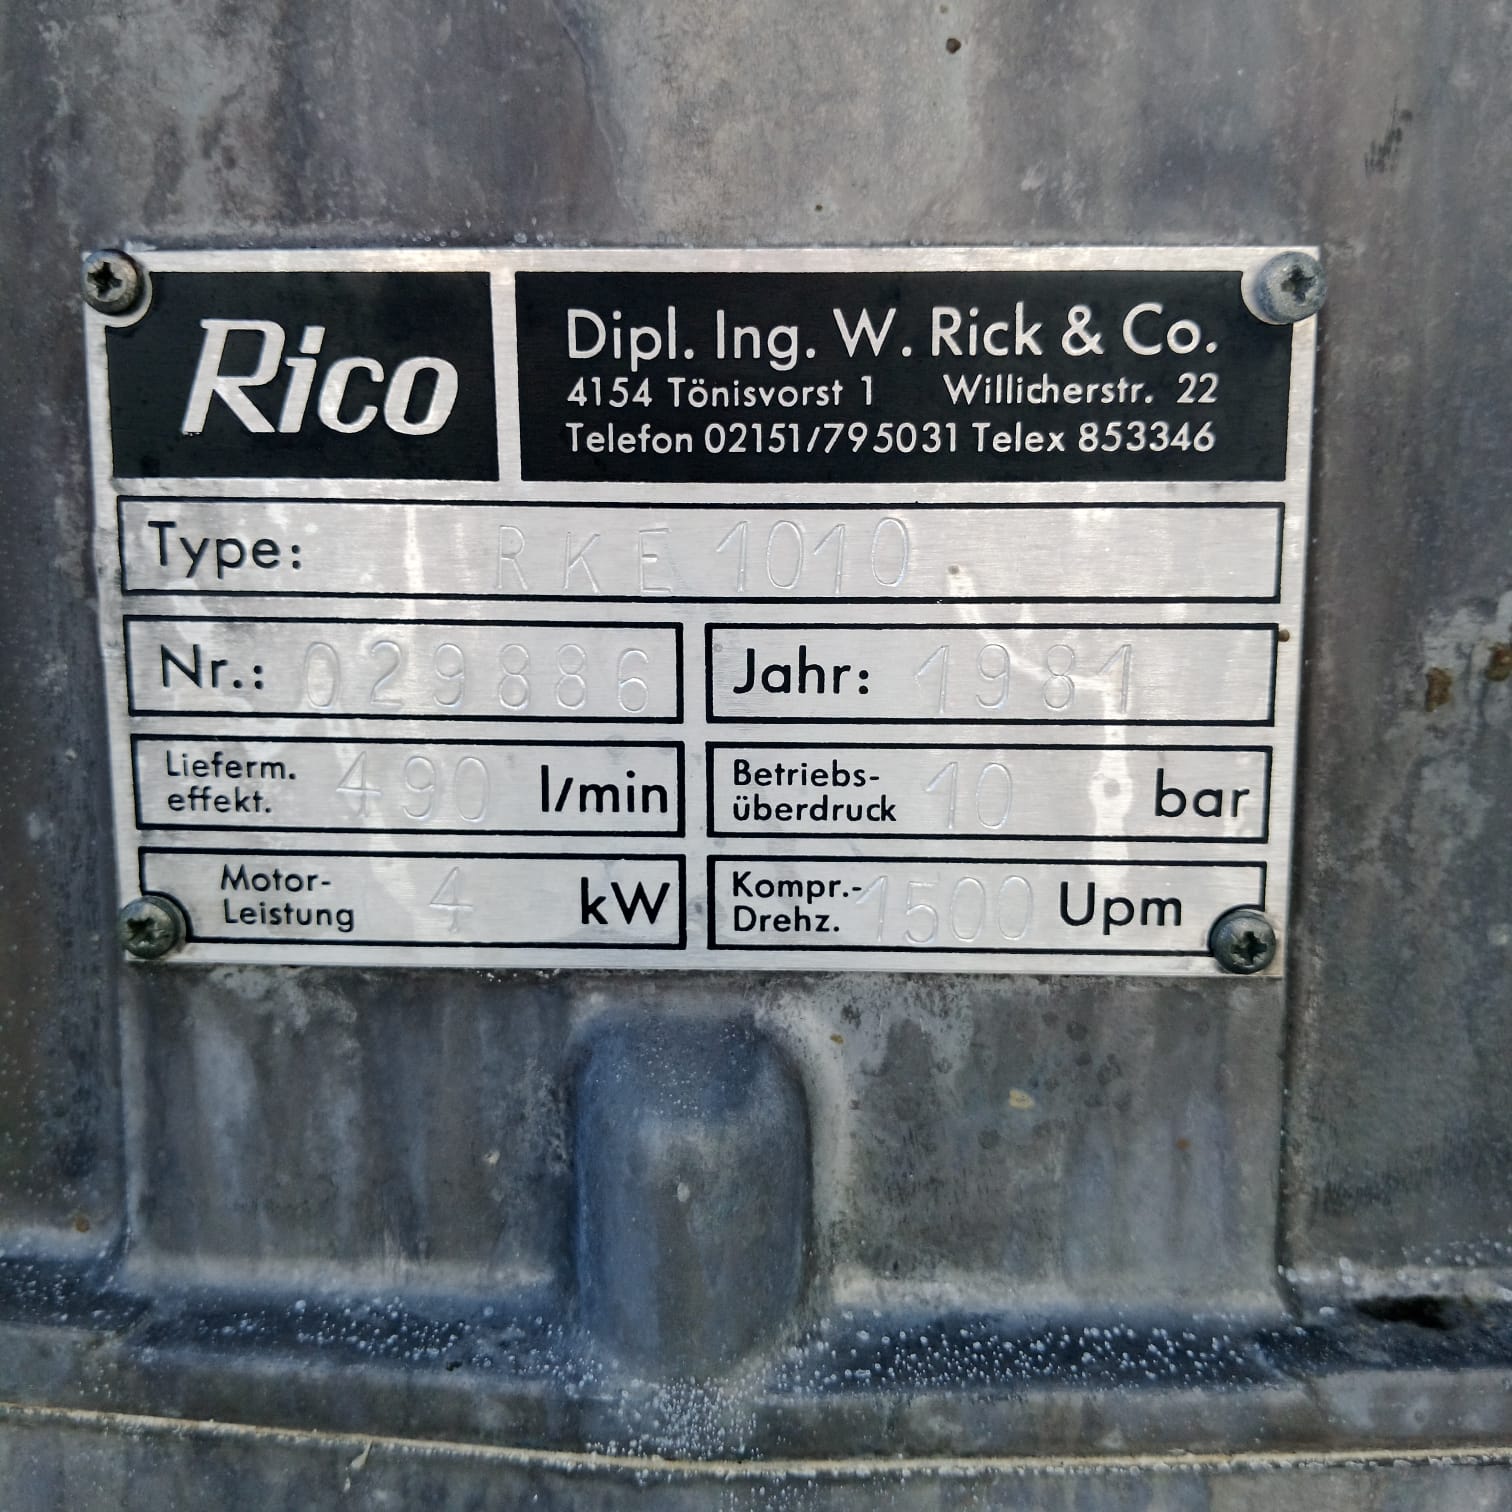 Rico
Dipl. Ing. W. Rick & Co.
4154 Tönisvorst 1 Willicherstr. 22
Telefon 02151/795031 Telex 853346
Type: RKE 1010
Nr.: 029886
Jahr: 1981
Lieferm.
effekt. 490 l/min
Betriebs-
überdruck 10 bar
Motor-
Leistung 4 kW
Kompr.-
Drehz. 1500 Upm